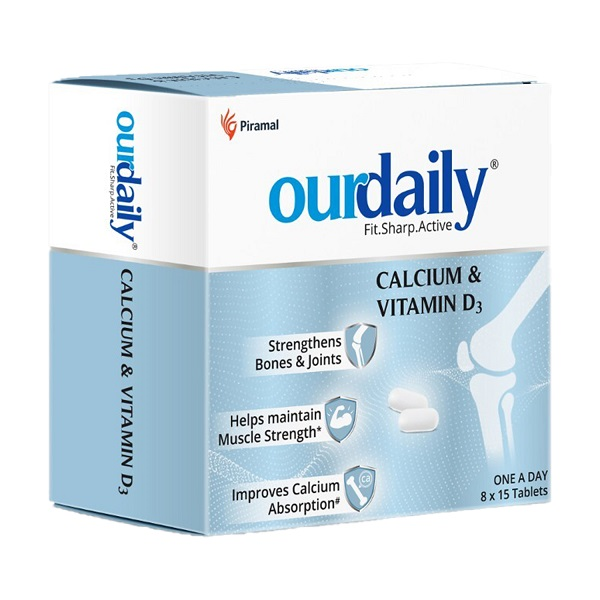 Piramal
ourdaily®
Fit.Sharp.Active
CALCIUM &
VITAMIN D3
Strengthens
Bones & Joints
Helps maintain
Muscle Strength*
Improves Calcium
Absorption#
ca
ONE A DAY
8 x 15 Tablets
ourdaily®
Fit.Sharp.Active
CALCIUM & VITAMIN D3